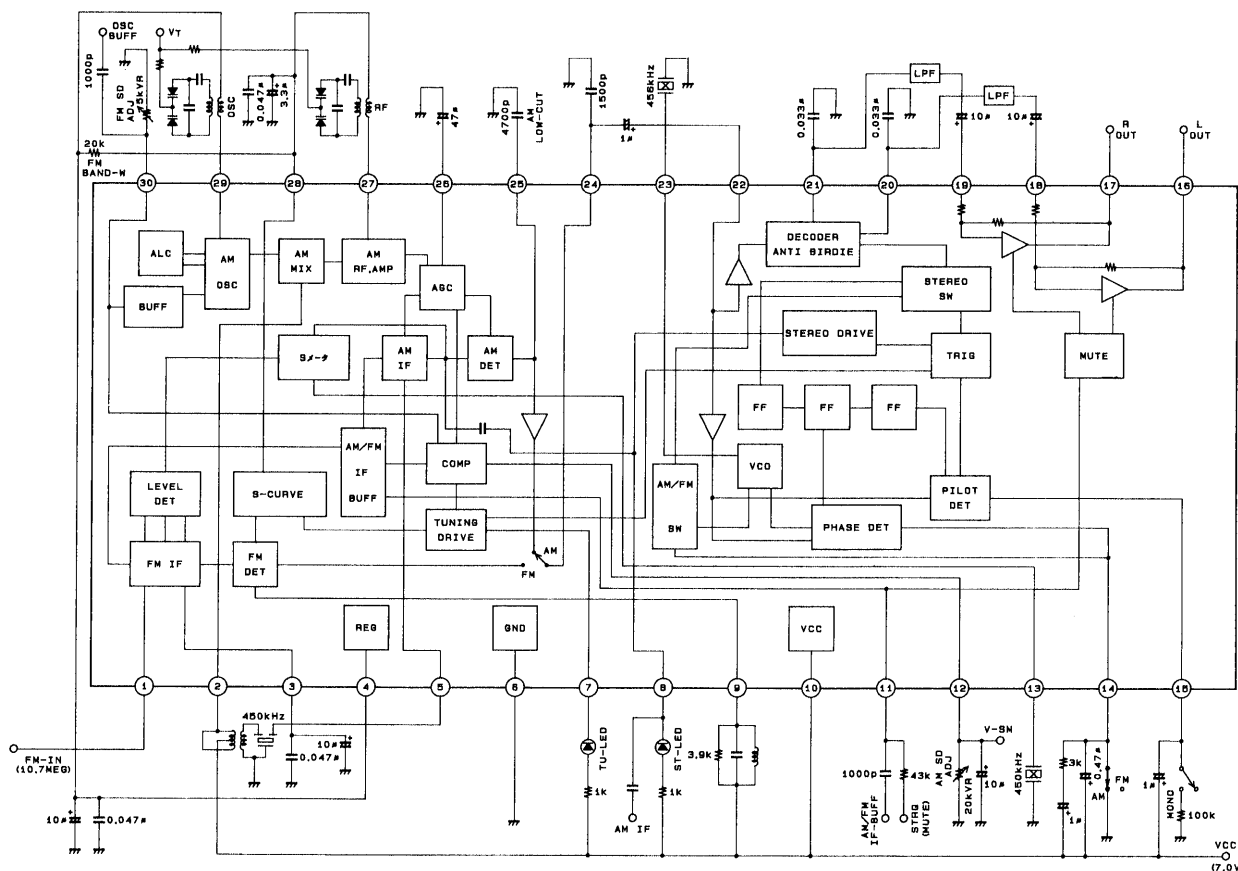 OSC
BUFF
VT
1000p
FM SD
ADJ
5kVR
OSC
0.047μ
3.3μ
RF
47μ
4700p
AM
LOW-CUT
1500p
1μ
456kHz
0.033μ
0.033μ
LPF
LPF
10μ
10μ
R
OUT
L
OUT
20k
FM
BAND-W
30
29
28
27
26
25
24
23
22
21
20
19
18
17
16
ALC
AM
OSC
AM
MIX
AM
RF.AMP
AGC
BUFF
Sメータ
AM
IF
AM
DET
DECODER
ANTI BIRDIE
STEREO
SW
STEREO DRIVE
TRIG
MUTE
FF
FF
FF
LEVEL
DET
S-CURVE
AM/FM
IF
BUFF
COMP
TUNING
DRIVE
AM/FM
SW
VCO
PHASE DET
PILOT
DET
FM IF
FM
DET
AM
FM
REG
GND
VCC
1
2
3
4
5
6
7
8
9
10
11
12
13
14
15
FM-IN
(10.7MEG)
10μ
0.047μ
450kHz
10μ
0.047μ
TU-LED
1k
AM IF
ST-LED
1k
3.9k
1000p
AM/FM
IF-BUFF
43k
STRQ
(MUTE)
V-SM
AM SD
ADJ
20kVR
10μ
450kHz
3k
0.47μ
1μ
AM
FM
1μ
MONO
100k
VCC
(7.0V